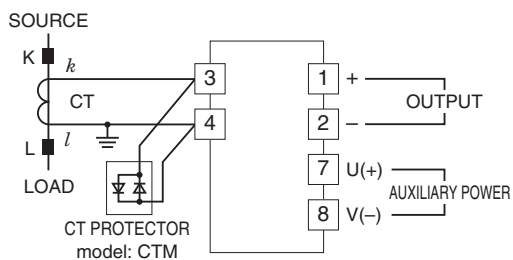 SOURCE
K
k
CT
L
l
LOAD
CT PROTECTOR
model: CTM
3
4
1 +
2 –
OUTPUT
7 U(+)
8 V(–)
AUXILIARY POWER